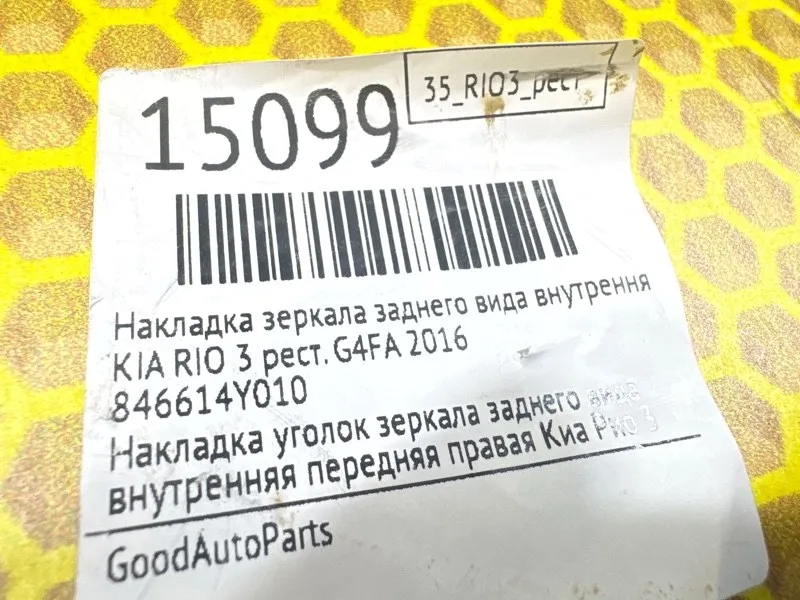 35_RIO3_рест
15099
Накладка зеркала заднего вида внутрення
KIA RIO 3 рест. G4FA 2016
846614Y010
Накладка уголок зеркала заднего вида
внутренняя передняя правая Киа Рио 3
GoodAutoParts